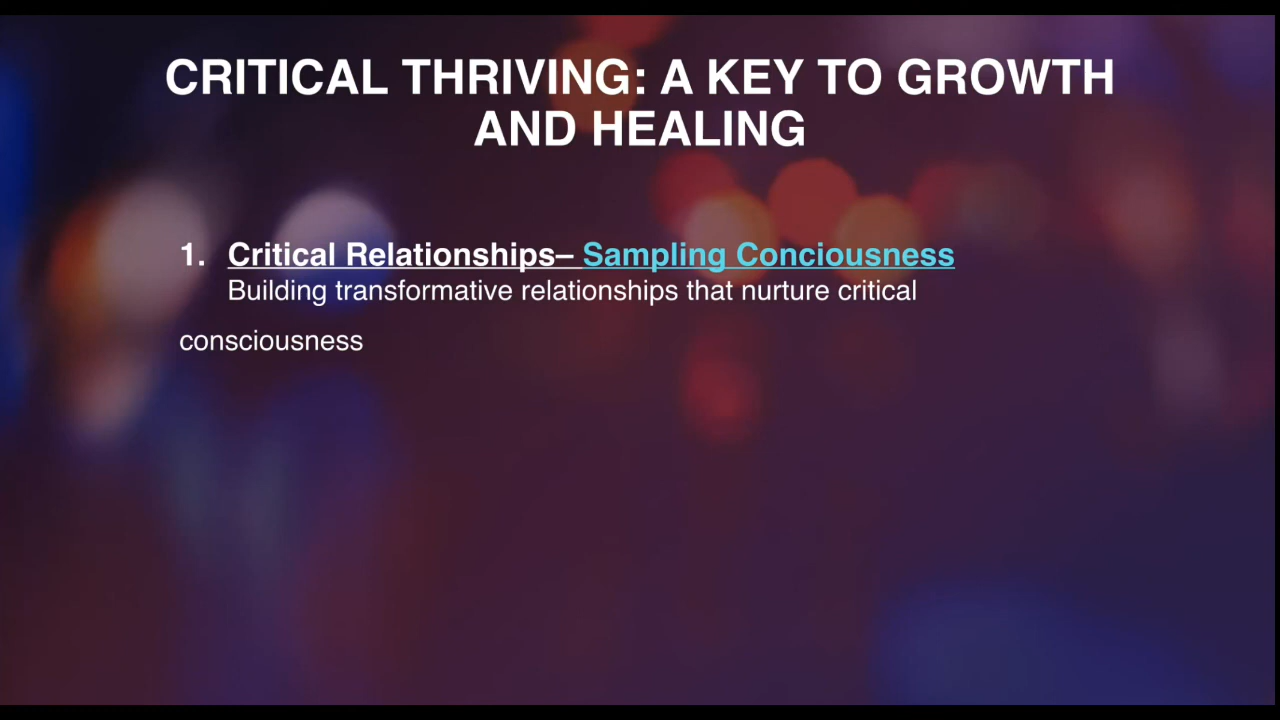 CRITICAL THRIVING: A KEY TO GROWTH
AND HEALING
1. Critical Relationships– Sampling Conciousness
Building transformative relationships that nurture critical
consciousness